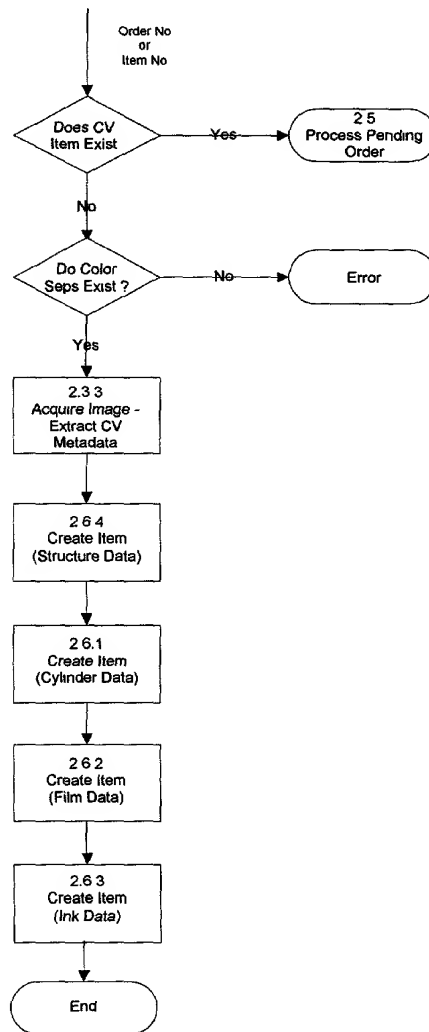 Order No
or
Item No
Does CV
Item Exist
Yes
2 5
Process Pending
Order
No
Do Color
Seps Exist ?
No
Error
Yes
2.3 3
Acquire Image -
Extract CV
Metadata
2 6 4
Create Item
(Structure Data)
2 6.1
Create Item
(Cylinder Data)
2 6 2
Create Item
(Film Data)
2.6 3
Create Item
(Ink Data)
End